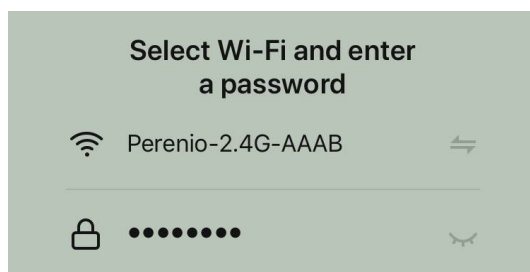 Select Wi-Fi and enter
a password
Perenio-2.4G-AAAB
••••••••